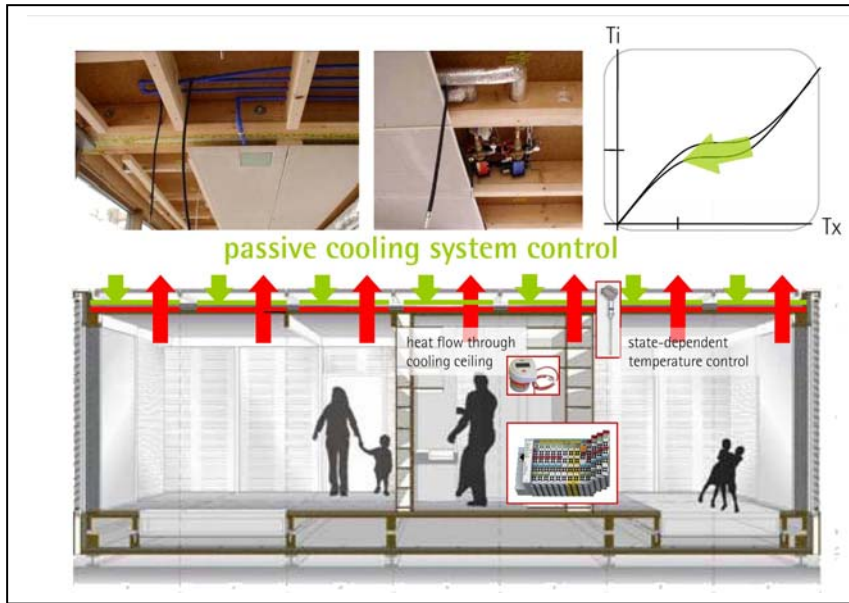 Ti
Tx
passive cooling system control
heat flow through
cooling ceiling
state-dependent
temperature control